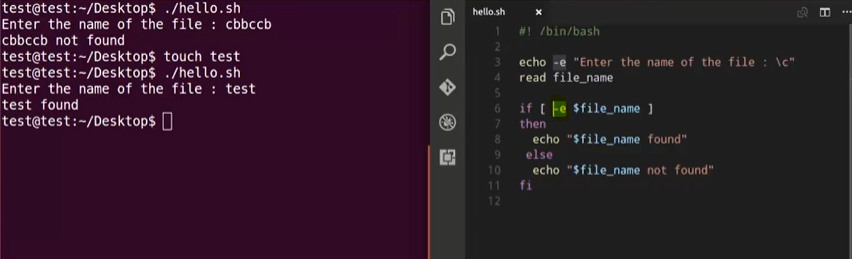 test@test:~/Desktop$ ./hello.sh
Enter the name of the file : cbbccb
cbbccb not found
test@test:~/Desktop$ touch test
test@test:~/Desktop$ ./hello.sh
Enter the name of the file : test
test found
test@test:~/Desktop$
hello.sh ×
1 #! /bin/bash
2
3 echo -e "Enter the name of the file : \c"
4 read file_name
5
6 if [ -e $file_name ]
7 then
8 echo "$file_name found"
9 else
10 echo "$file_name not found"
11 fi
12